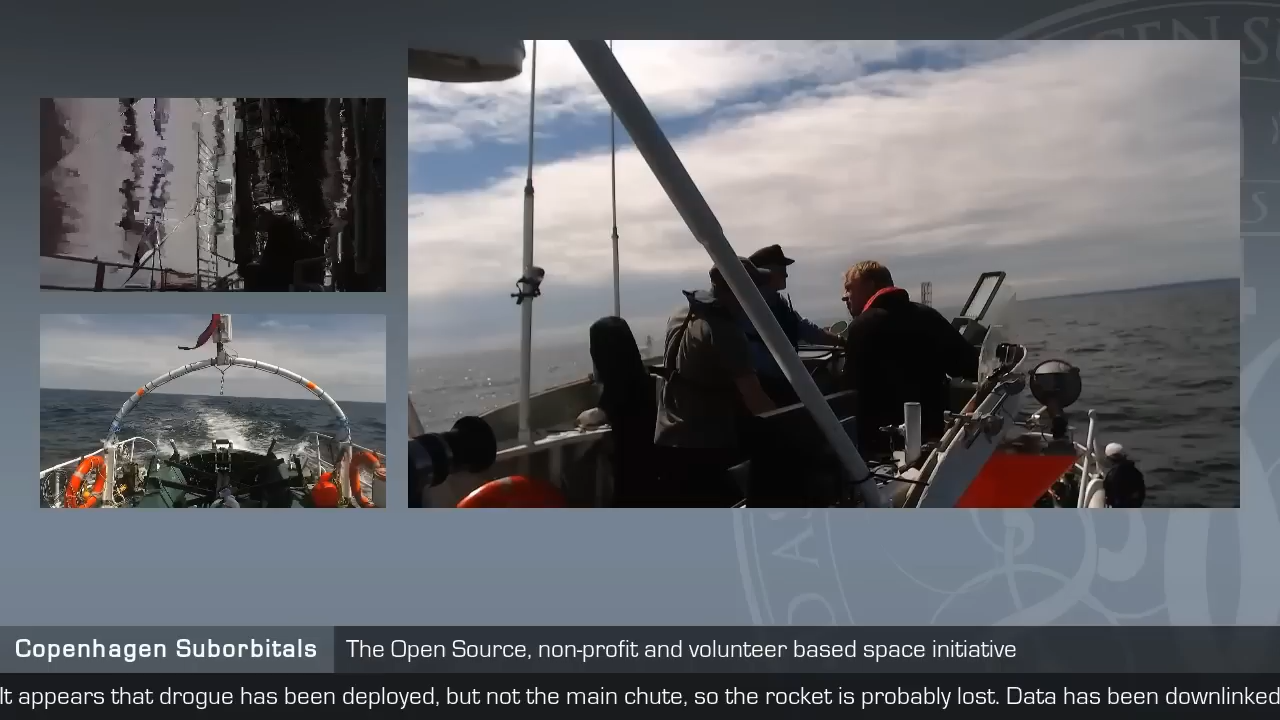 Copenhagen Suborbitals
The Open Source, non-profit and volunteer based space initiative
It appears that drogue has been deployed, but not the main chute, so the rocket is probably lost. Data has been downlinked